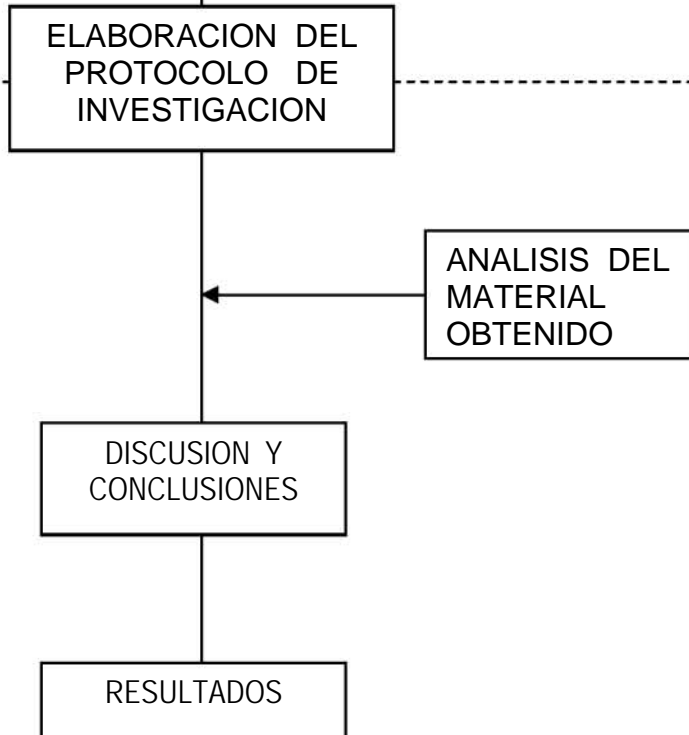 ELABORACION DEL
PROTOCOLO DE
INVESTIGACION
ANALISIS DEL
MATERIAL
OBTENIDO
DISCUSION Y
CONCLUSIONES
RESULTADOS